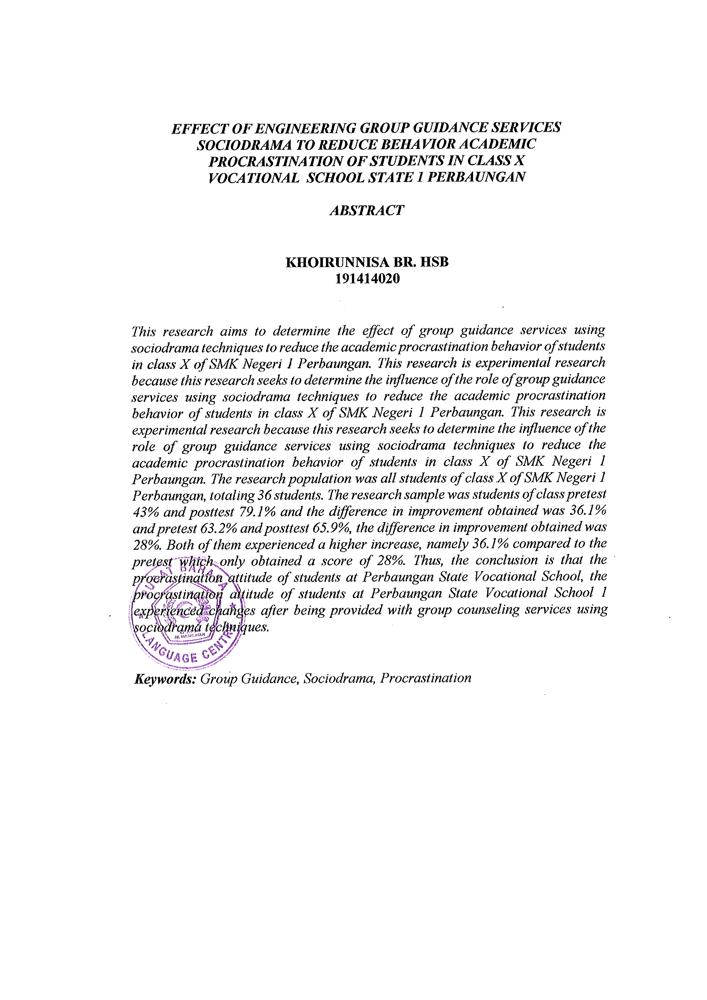 EFFECT OF ENGINEERING GROUP GUIDANCE SERVICES
SOCIODRAMA TO REDUCE BEHAVIOR ACADEMIC
PROCRASTINATION OF STUDENTS IN CLASS X
VOCATIONAL SCHOOL STATE 1 PERBAUNGAN
ABSTRACT
KHOIRUNNISA BR. HSB
191414020
This research aims to determine the effect of group guidance services using
sociodrama techniques to reduce the academic procrastination behavior of students
in class X of SMK Negeri 1 Perbaungan. This research is experimental research
because this research seeks to determine the influence of the role of group guidance
services using sociodrama techniques to reduce the academic procrastination
behavior of students in class X of SMK Negeri 1 Perbaungan. This research is
experimental research because this research seeks to determine the influence of the
role of group guidance services using sociodrama techniques to reduce the
academic procrastination behavior of students in class X of SMK Negeri 1
Perbaungan. The research population was all students of class X of SMK Negeri 1
Perbaungan, totaling 36 students. The research sample was students of class pretest
43% and posttest 79.1% and the difference in improvement obtained was 36.1%
and pretest 63.2% and posttest 65.9%, the difference in improvement obtained was
28%. Both of them experienced a higher increase, namely 36.1% compared to the
pretest which only obtained a score of 28%. Thus, the conclusion is that the
procrastination attitude of students at Perbaungan State Vocational School, the
procrastination attitude of students at Perbaungan State Vocational School 1
experienced changes after being provided with group counseling services using
sociodrama techniques.
PUSAT BAHASA
AL WASHLIYAH
LANGUAGE
Keywords: Group Guidance, Sociodrama, Procrastination